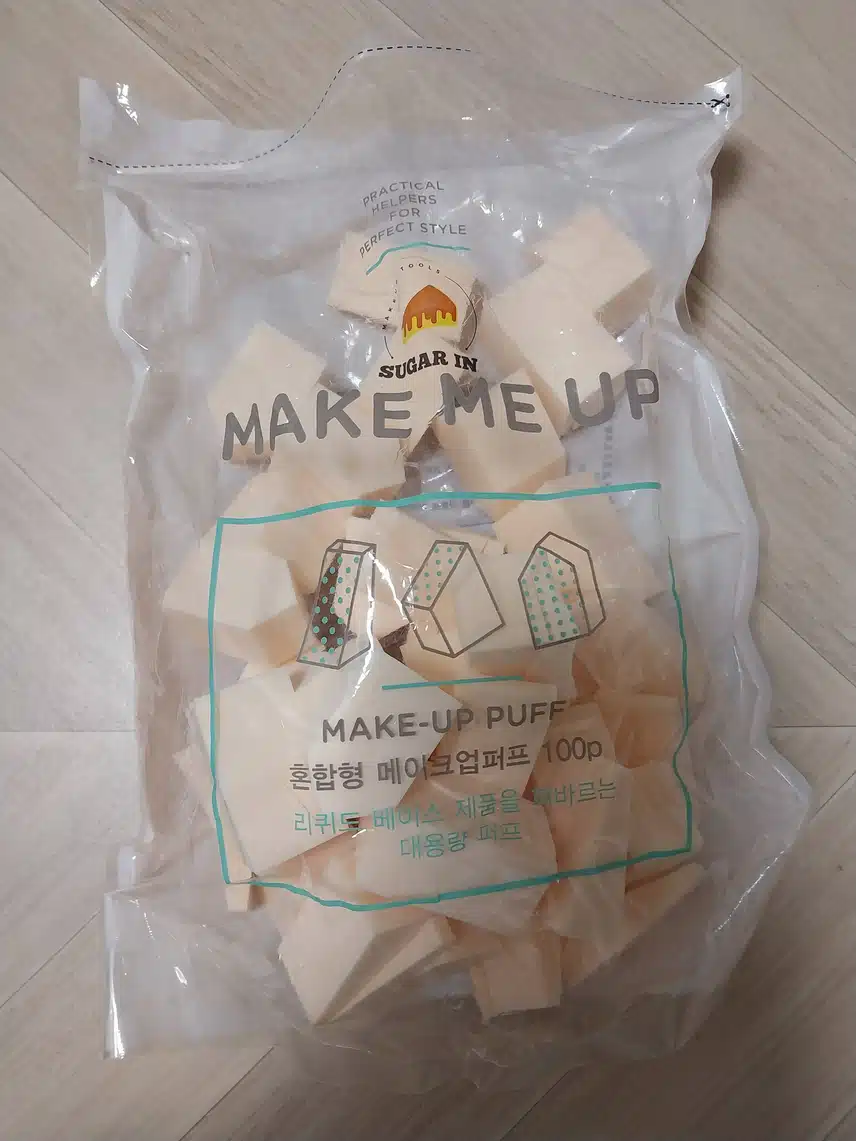 PRACTICAL
HELPERS
FOR
PERFECT STYLE
TOOLS
SUGAR IN
MAKE ME UP
MAKE-UP PUFF
혼합형 메이크업퍼프 100p
리퀴드 베이스 제품을 펴바르는
대용량 퍼프